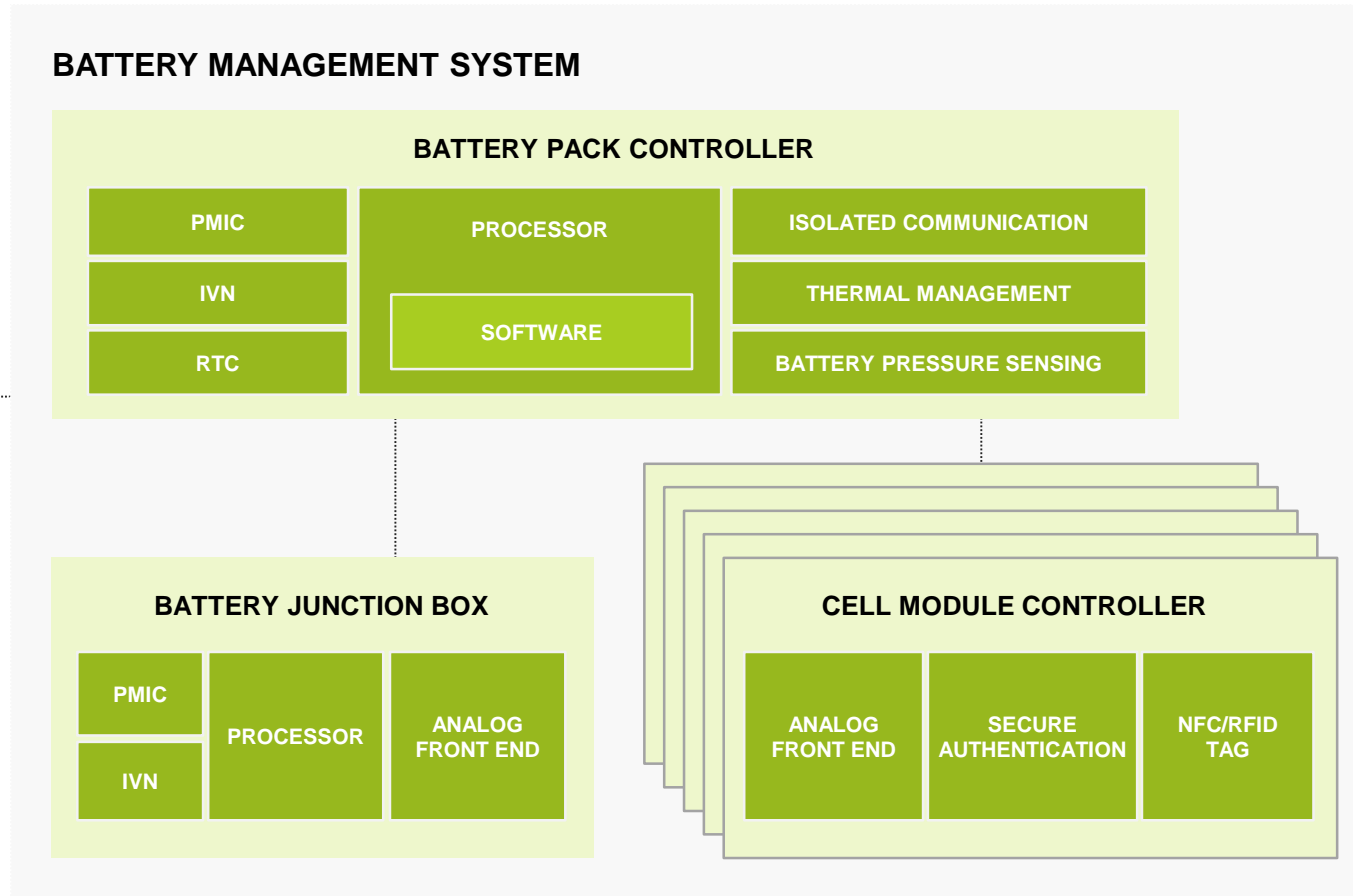 BATTERY MANAGEMENT SYSTEM
BATTERY PACK CONTROLLER
PMIC
IVN
RTC
PROCESSOR
SOFTWARE
ISOLATED COMMUNICATION
THERMAL MANAGEMENT
BATTERY PRESSURE SENSING
BATTERY JUNCTION BOX
PMIC
IVN
PROCESSOR
ANALOG
FRONT END
CELL MODULE CONTROLLER
ANALOG
FRONT END
SECURE
AUTHENTICATION
NFC/RFID
TAG